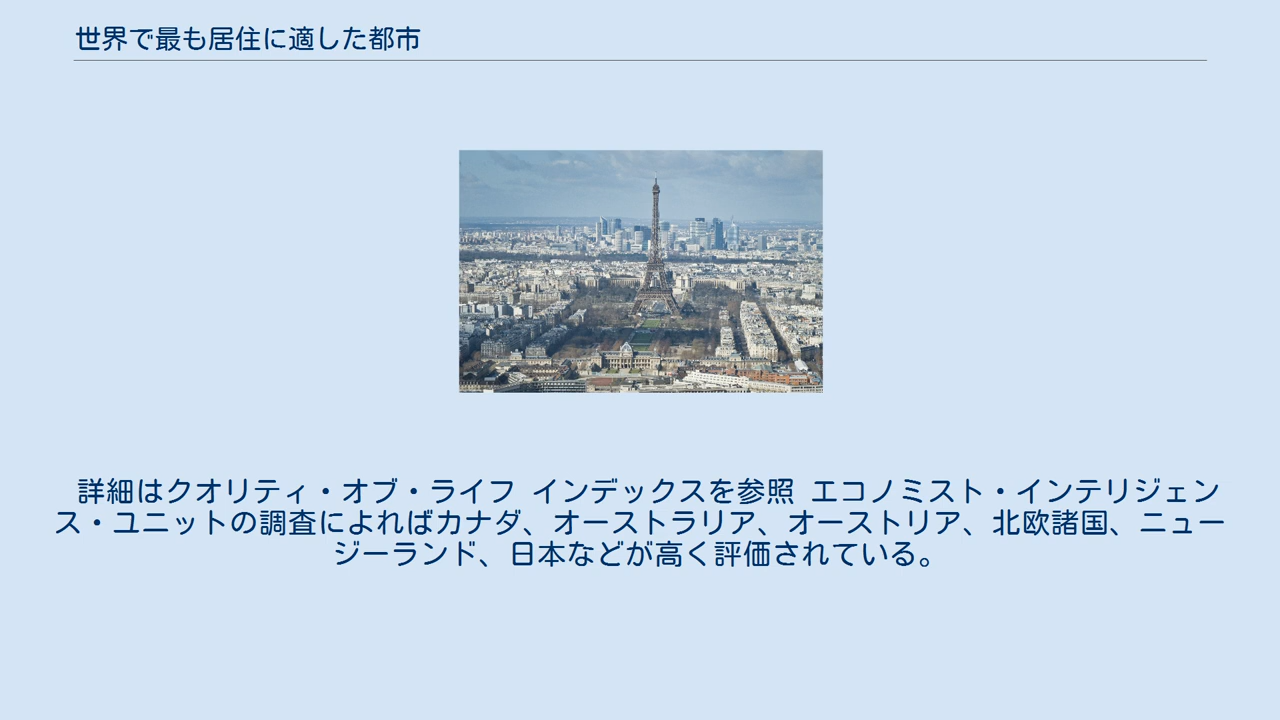 世界で最も居住に適した都市
詳細はクオリティ・オブ・ライフ インデックスを参照 エコノミスト・インテリジェン
ス・ユニットの調査によればカナダ、オーストラリア、オーストリア、北欧諸国、ニュー
ジーランド、日本などが高く評価されている。